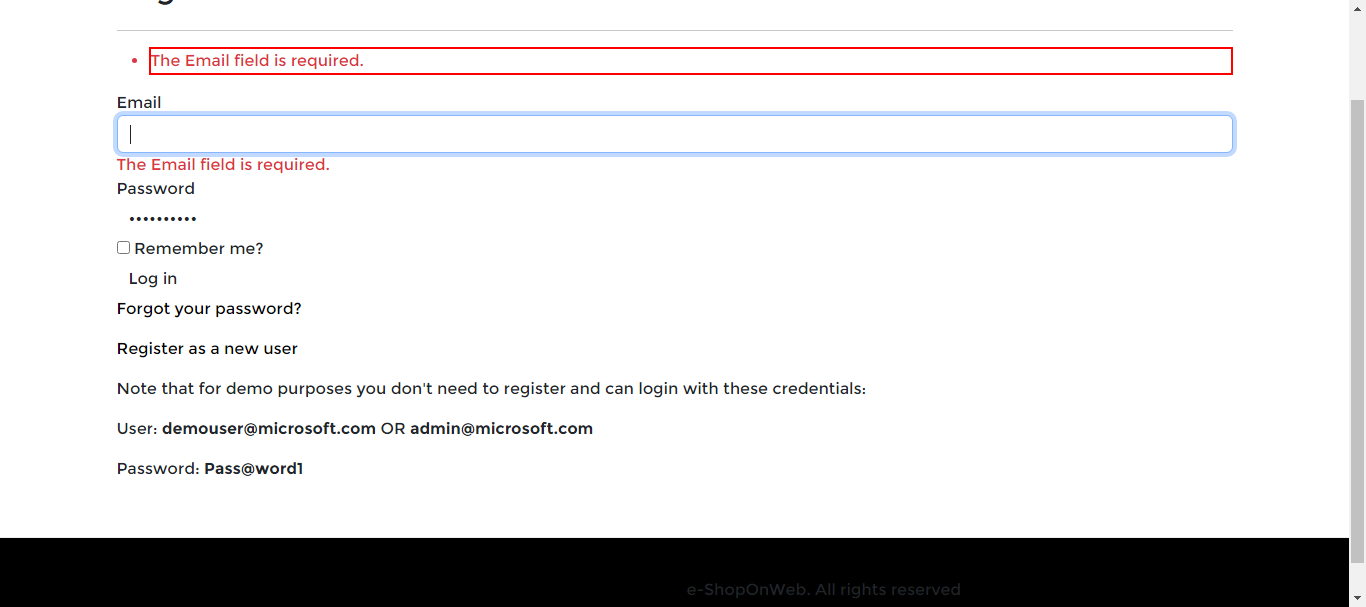 The Email field is required.
Email
The Email field is required.
Password
••••••••••
Remember me?
Log in
Forgot your password?
Register as a new user
Note that for demo purposes you don't need to register and can login with these credentials:
User: demouser@microsoft.com OR admin@microsoft.com
Password: Pass@word1
e-ShopOnWeb. All rights reserved